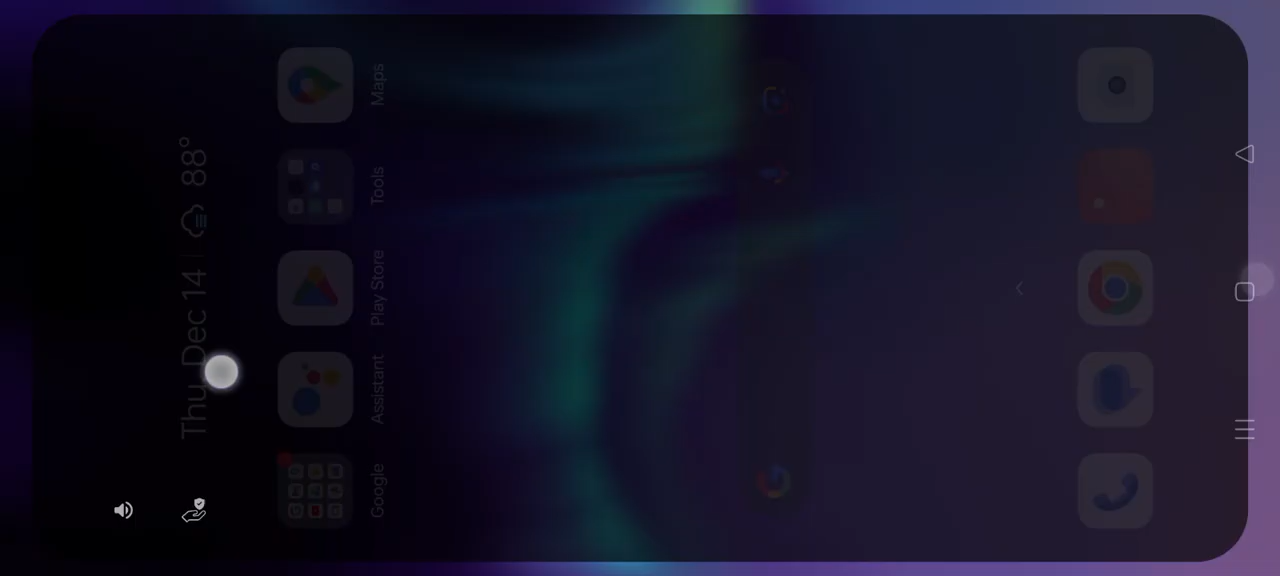 Thu, Dec 14 | 88°
Maps
Tools
Play Store
Assistant
Google